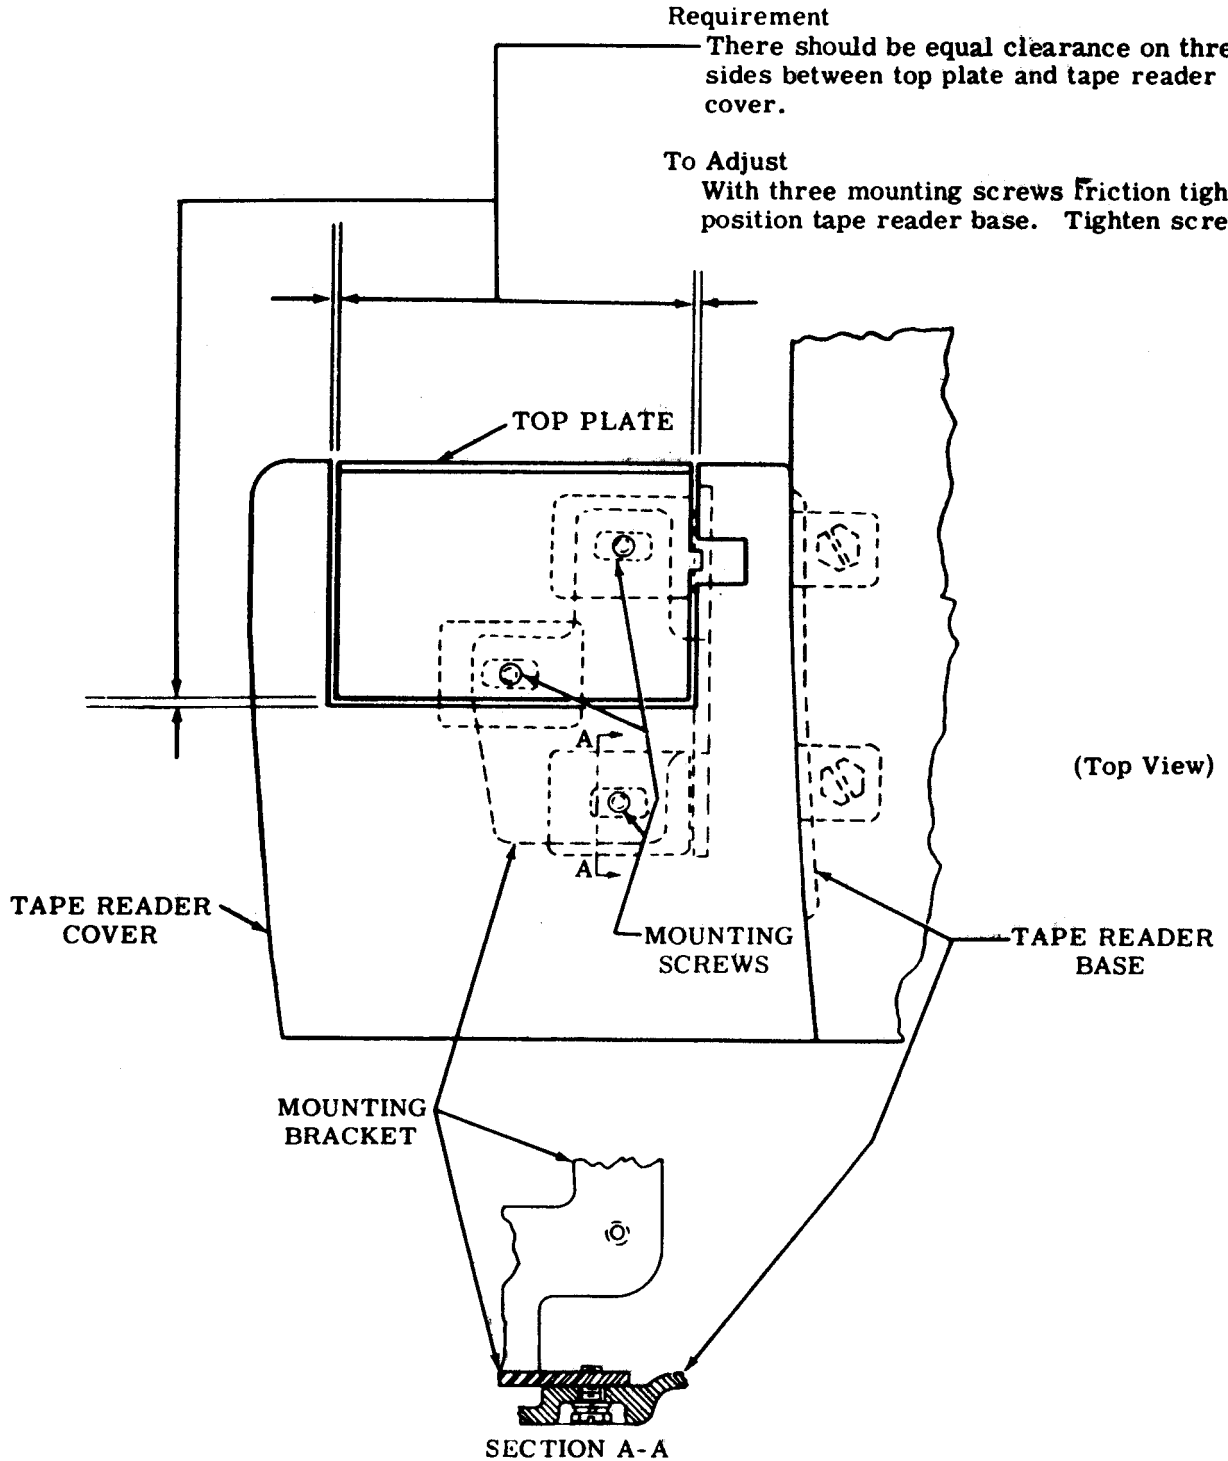 Requirement
There should be equal clearance on thre
sides between top plate and tape reader
cover.
To Adjust
With three mounting screws friction tigh
position tape reader base. Tighten scre
TOP PLATE
A
(Top View)
A
TAPE READER
COVER
MOUNTING
SCREWS
TAPE READER
BASE
MOUNTING
BRACKET
SECTION A-A